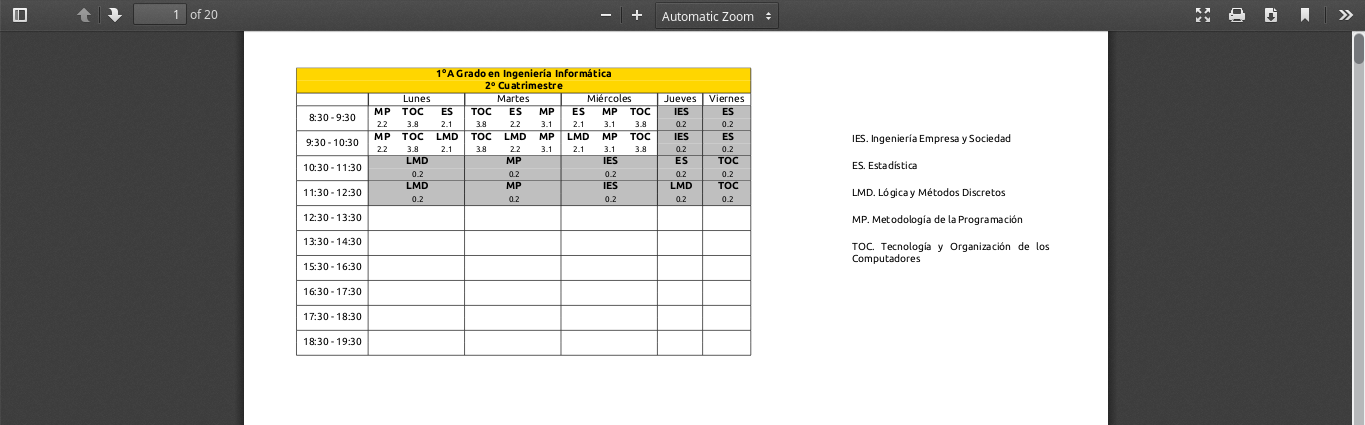 1 of 20 Automatic Zoom
1ºA Grado en Ingeniería Informática
2º Cuatrimestre
Lunes Martes Miércoles Jueves Viernes
8:30 - 9:30 MP TOC ES TOC ES MP ES MP TOC IES ES
2.2 3.8 2.1 3.8 2.2 3.1 2.1 3.1 3.8 0.2 0.2
9:30 - 10:30 MP TOC LMD TOC LMD MP LMD MP TOC IES ES
2.2 3.8 2.1 3.8 2.2 3.1 2.1 3.1 3.8 0.2 0.2
10:30 - 11:30 LMD MP IES ES TOC
0.2 0.2 0.2 0.2 0.2
11:30 - 12:30 LMD MP IES LMD TOC
0.2 0.2 0.2 0.2 0.2
12:30 - 13:30
13:30 - 14:30
15:30 - 16:30
16:30 - 17:30
17:30 - 18:30
18:30 - 19:30
IES. Ingeniería Empresa y Sociedad
ES. Estadística
LMD. Lógica y Métodos Discretos
MP. Metodología de la Programación
TOC. Tecnología y Organización de los
Computadores